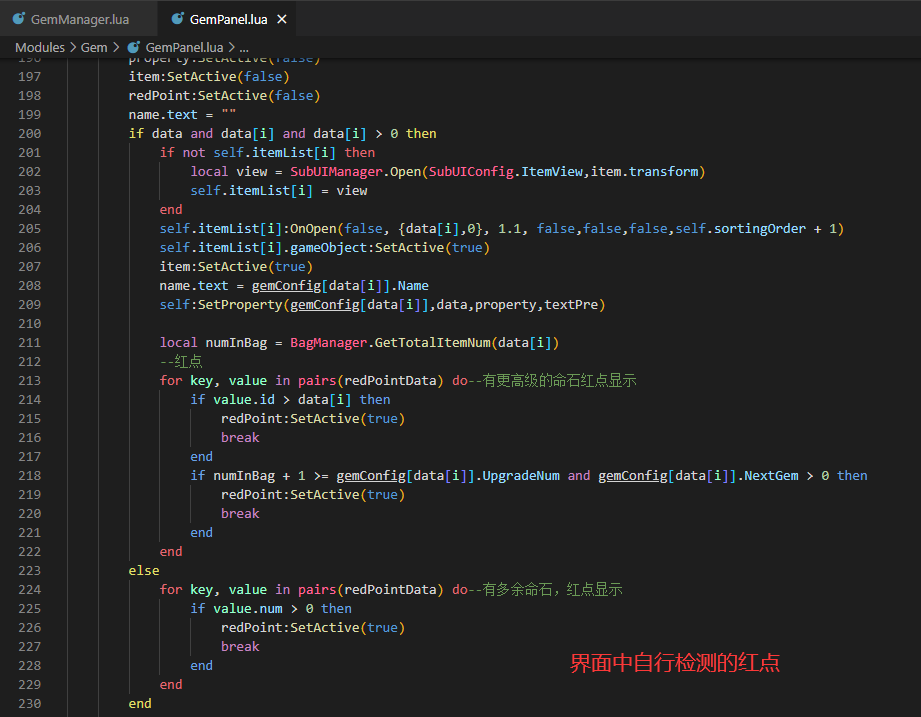 GemManager.lua
GemPanel.lua ×
Modules > Gem > GemPanel.lua > ...
196 property:SetActive(false)
197 item:SetActive(false)
198 redPoint:SetActive(false)
199 name.text = ""
200 if data and data[i] and data[i] > 0 then
201 if not self.itemList[i] then
202 local view = SubUIManager.Open(SubUIConfig.ItemView,item.transform)
203 self.itemList[i] = view
204 end
205 self.itemList[i]:OnOpen(false, {data[i],0}, 1.1, false,false,false,self.sortingOrder + 1)
206 self.itemList[i].gameObject:SetActive(true)
207 item:SetActive(true)
208 name.text = gemConfig[data[i]].Name
209 self:SetProperty(gemConfig[data[i]],data,property,textPre)
210
211 local numInBag = BagManager.GetTotalItemNum(data[i])
212 --红点
213 for key, value in pairs(redPointData) do--有更高级的命石红点显示
214 if value.id > data[i] then
215 redPoint:SetActive(true)
216 break
217 end
218 if numInBag + 1 >= gemConfig[data[i]].UpgradeNum and gemConfig[data[i]].NextGem > 0 then
219 redPoint:SetActive(true)
220 break
221 end
222 end
223 else
224 for key, value in pairs(redPointData) do--有多余命石，红点显示
225 if value.num > 0 then
226 redPoint:SetActive(true)
227 break
228 end
229 end
230 end
界面中自行检测的红点